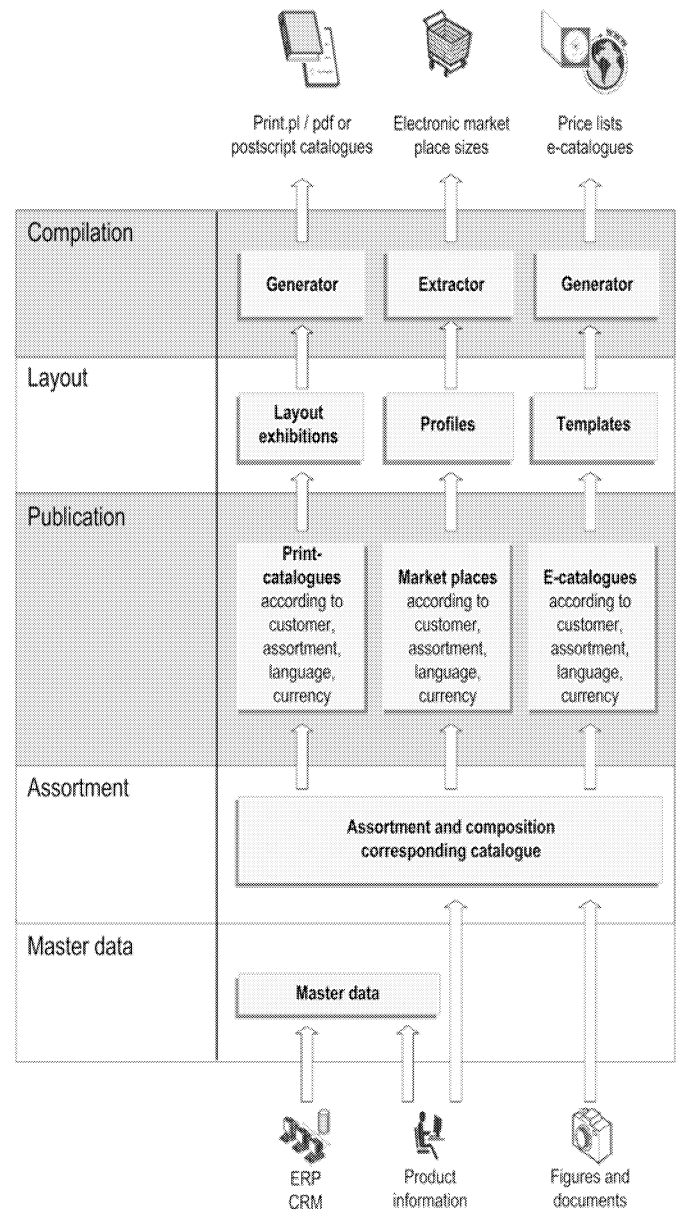 Print.pl / pdf or
postscript catalogues
Electronic market
place sizes
Price lists
e-catalogues
Compilation
Generator
Extractor
Generator
Layout
Layout
exhibitions
Profiles
Templates
Publication
Print-
catalogues
according to
customer,
assortment,
language,
currency
Market places
according to
customer,
assortment,
language,
currency
E-catalogues
according to
customer,
assortment,
language,
currency
Assortment
Assortment and composition
corresponding catalogue
Master data
Master data
ERP
CRM
Product
information
Figures and
documents